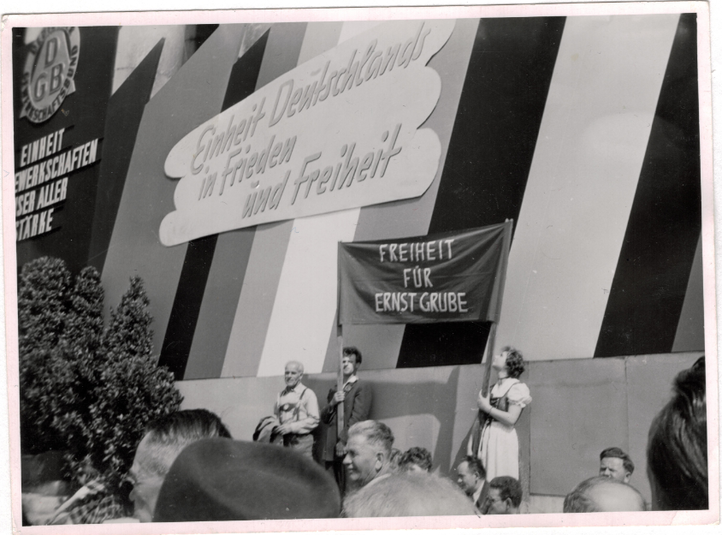 DGB
EINHEIT
EWERKSCHAFTEN
SER ALLER
STÄRKE
Einheit Deutschlands
in Frieden
und Freiheit
FREIHEIT
FÜR
ERNST GRUBE